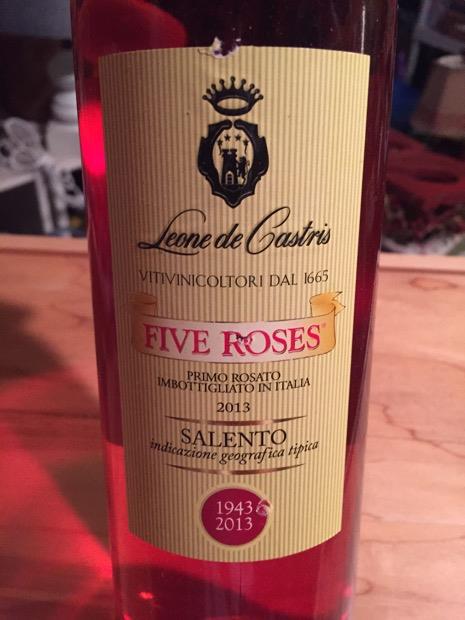 Leone de Castris
VITIVINICOLTORI DAL 1665
FIVE ROSES®
PRIMO ROSATO
IMBOTTIGLIATO IN ITALIA
2013
SALENTO
indicazione geografica tipica
1943
2013